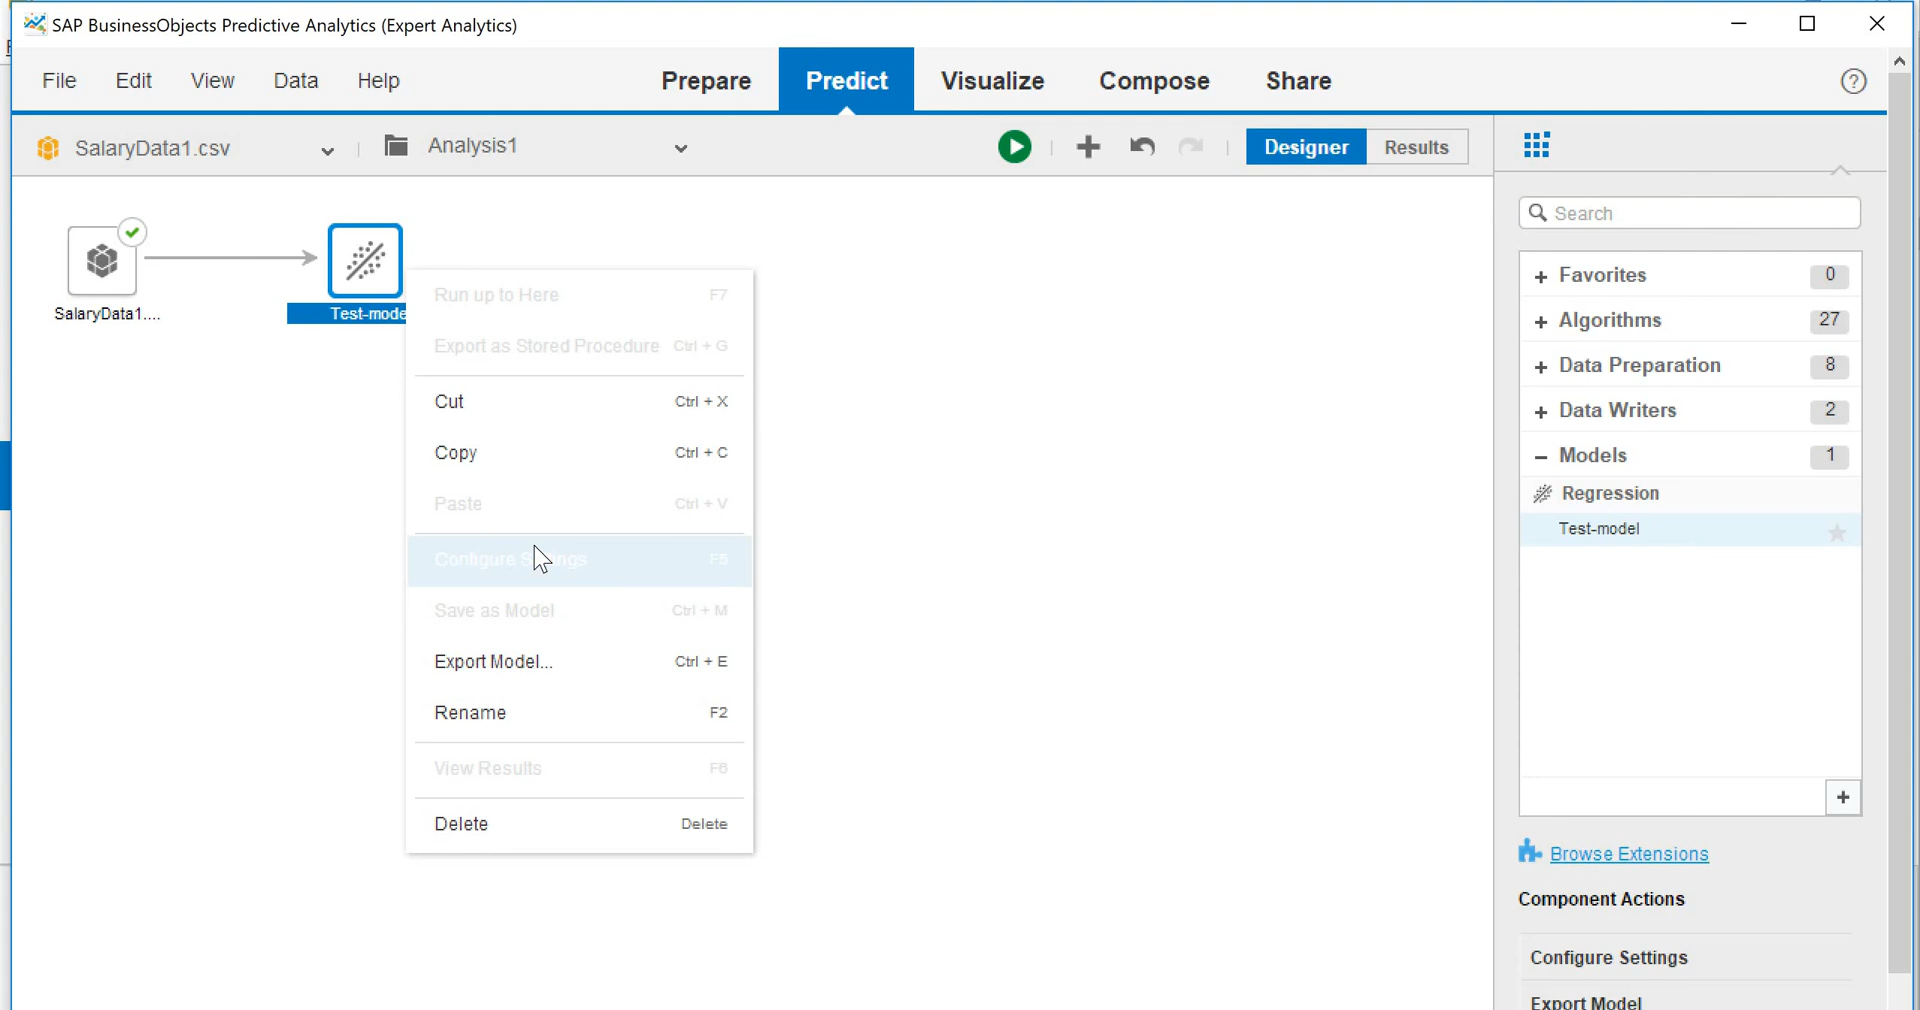 SAP BusinessObjects Predictive Analytics (Expert Analytics)
File Edit View Data Help Prepare Predict Visualize Compose Share
SalaryData1.csv Analysis1 Designer Results
Search
SalaryData1.... Test-mode
Run up to Here F7
Export as Stored Procedure Ctrl + G
Cut Ctrl + X
Copy Ctrl + C
Paste Ctrl + V
Configure Settings F5
Save as Model Ctrl + M
Export Model... Ctrl + E
Rename F2
View Results F6
Delete Delete
+ Favorites 0
+ Algorithms 27
+ Data Preparation 8
+ Data Writers 2
– Models 1
Regression
Test-model
+
Browse Extensions
Component Actions
Configure Settings
Export Model